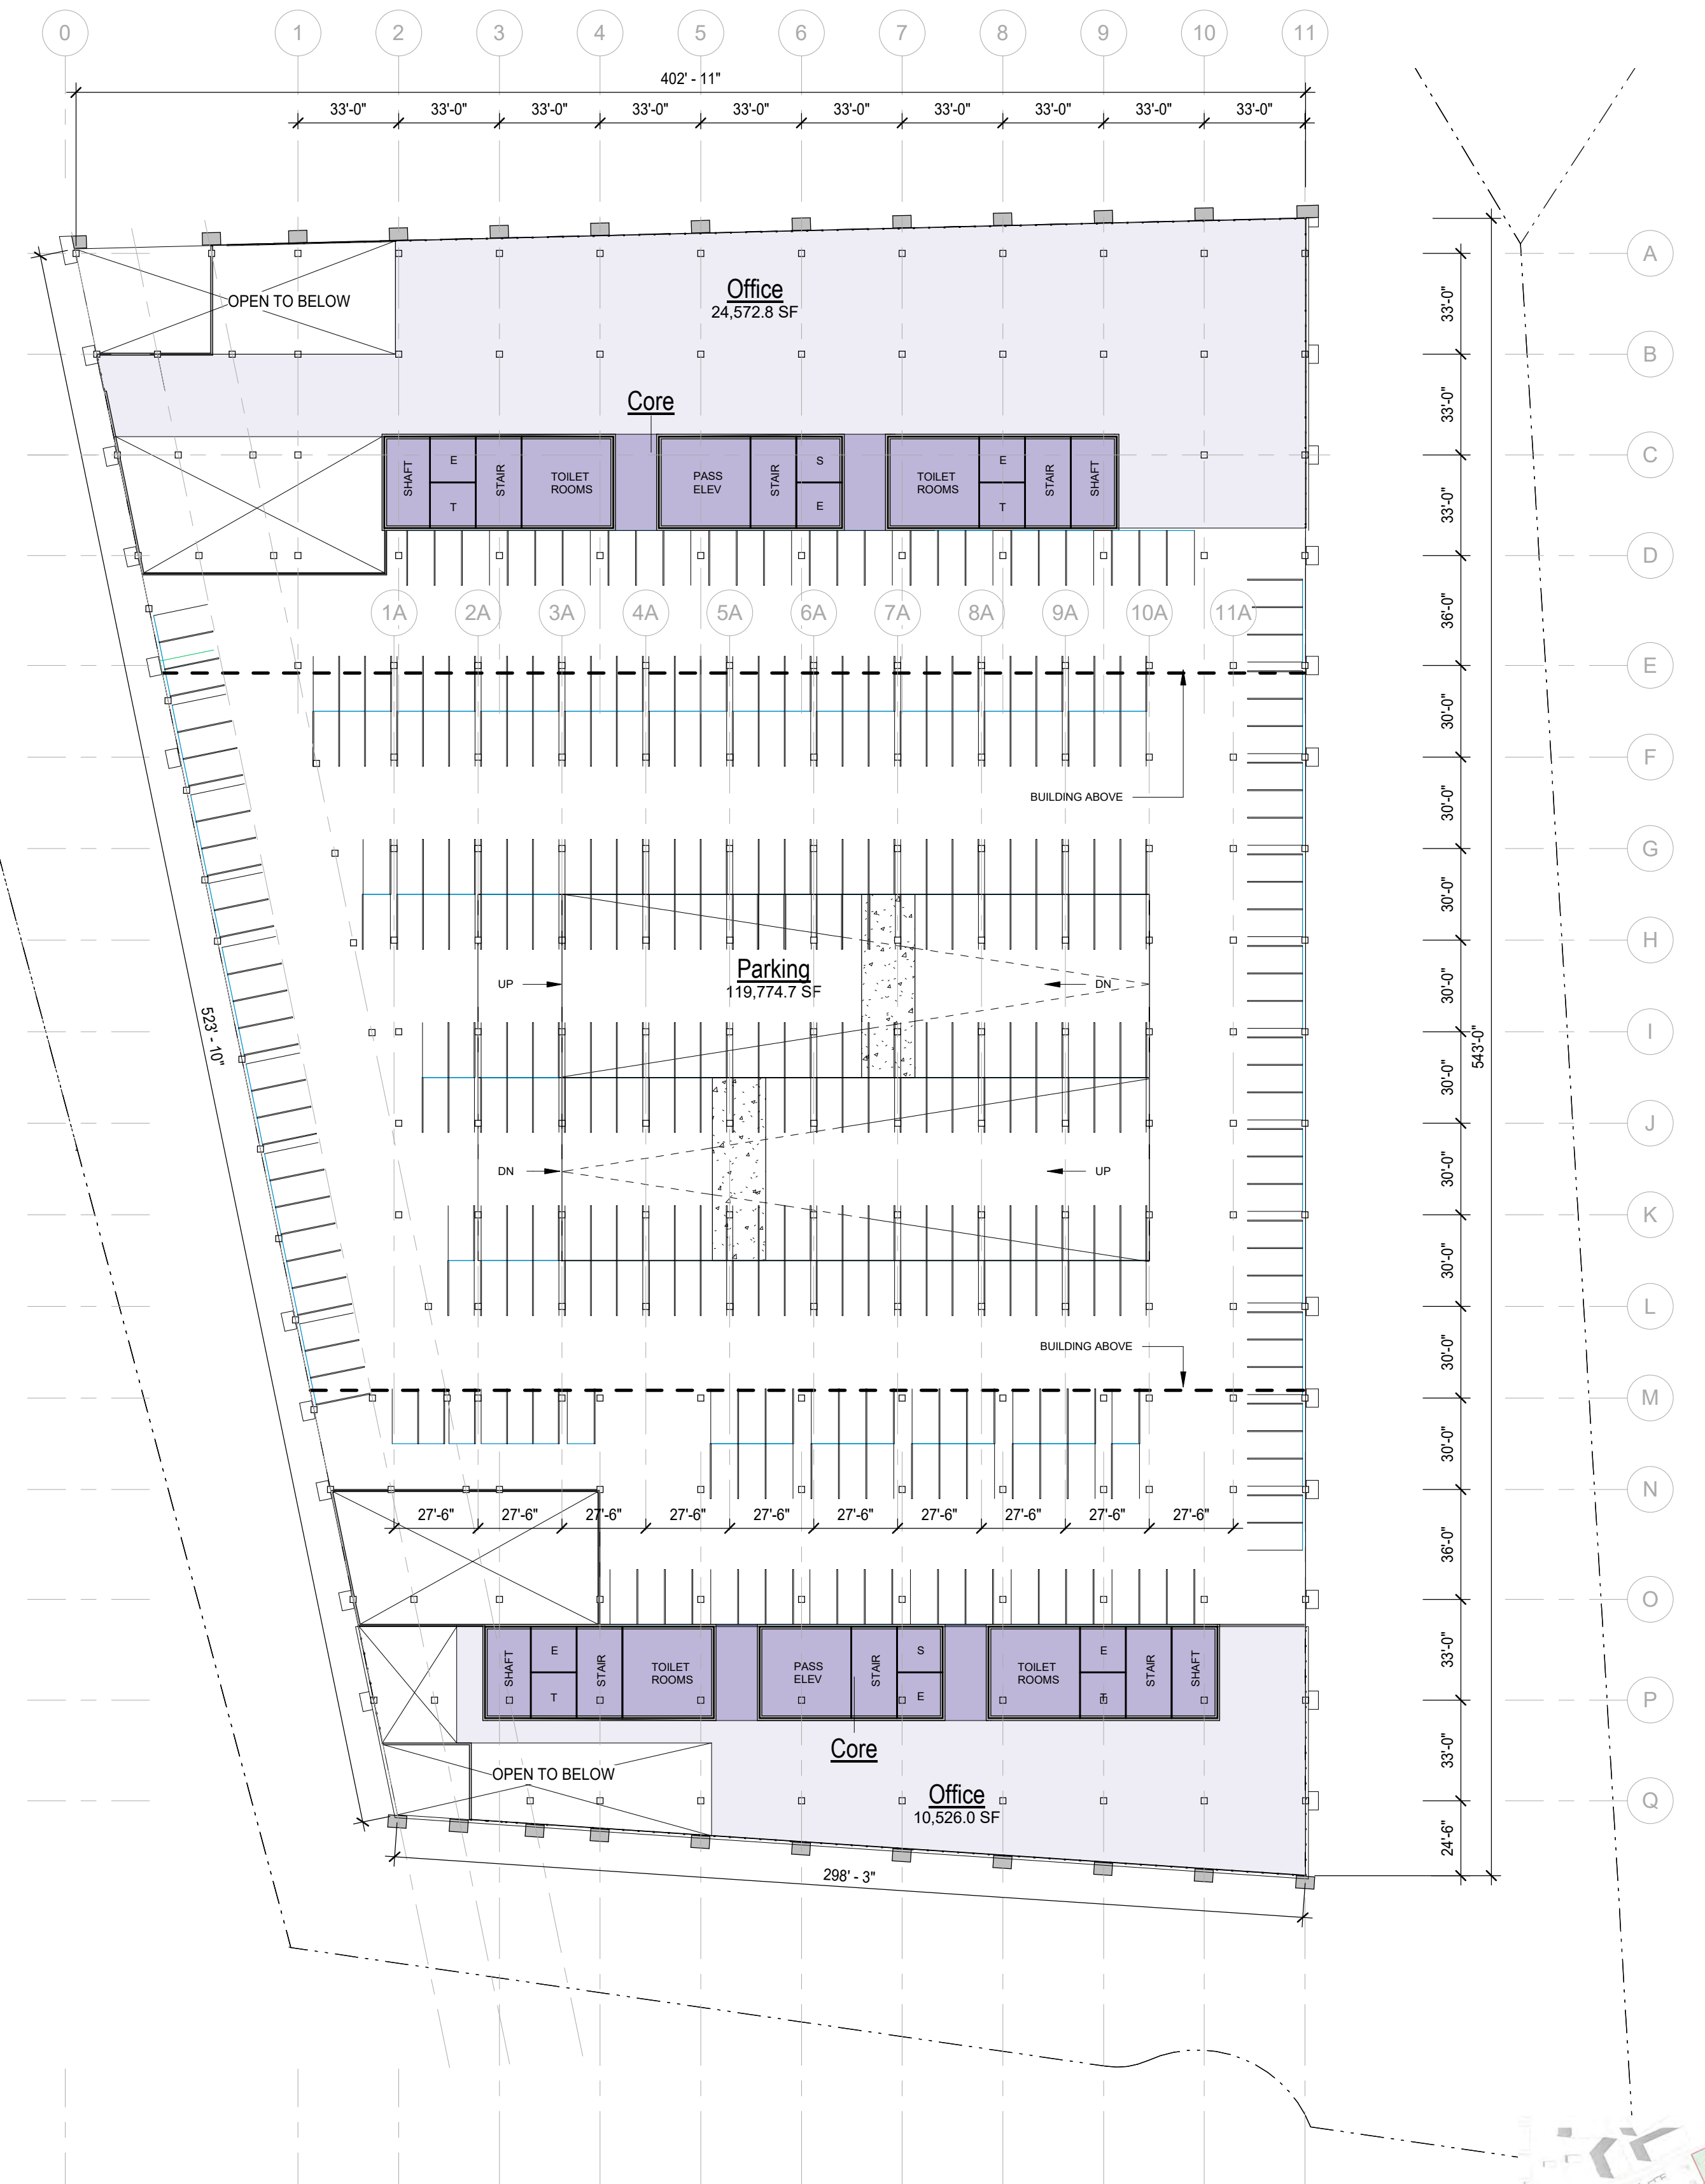 0 1 2 3 4 5 6 7 8 9 10 11
402' - 11"
33'-0" 33'-0" 33'-0" 33'-0" 33'-0" 33'-0" 33'-0" 33'-0" 33'-0" 33'-0"
A
OPEN TO BELOW
Office
24,572.8 SF
33'-0"
B
Core
33'-0"
C
SHAFT E T STAIR TOILET ROOMS
PASS ELEV STAIR S E
TOILET ROOMS E T STAIR SHAFT
33'-0"
D
1A 2A 3A 4A 5A 6A 7A 8A 9A 10A 11A
36'-0"
E
30'-0"
F
BUILDING ABOVE
30'-0"
G
30'-0"
H
Parking
119,774.7 SF
UP
DN
30'-0"
I
523' - 10"
543'-0"
30'-0"
J
DN
UP
30'-0"
K
30'-0"
L
BUILDING ABOVE
30'-0"
M
30'-0"
N
27'-6" 27'-6" 27'-6" 27'-6" 27'-6" 27'-6" 27'-6" 27'-6" 27'-6" 27'-6"
36'-0"
O
SHAFT E T STAIR TOILET ROOMS
PASS ELEV STAIR S E
TOILET ROOMS E T STAIR SHAFT
33'-0"
P
Core
33'-0"
OPEN TO BELOW
Office
10,526.0 SF
Q
24'-6"
298' - 3"